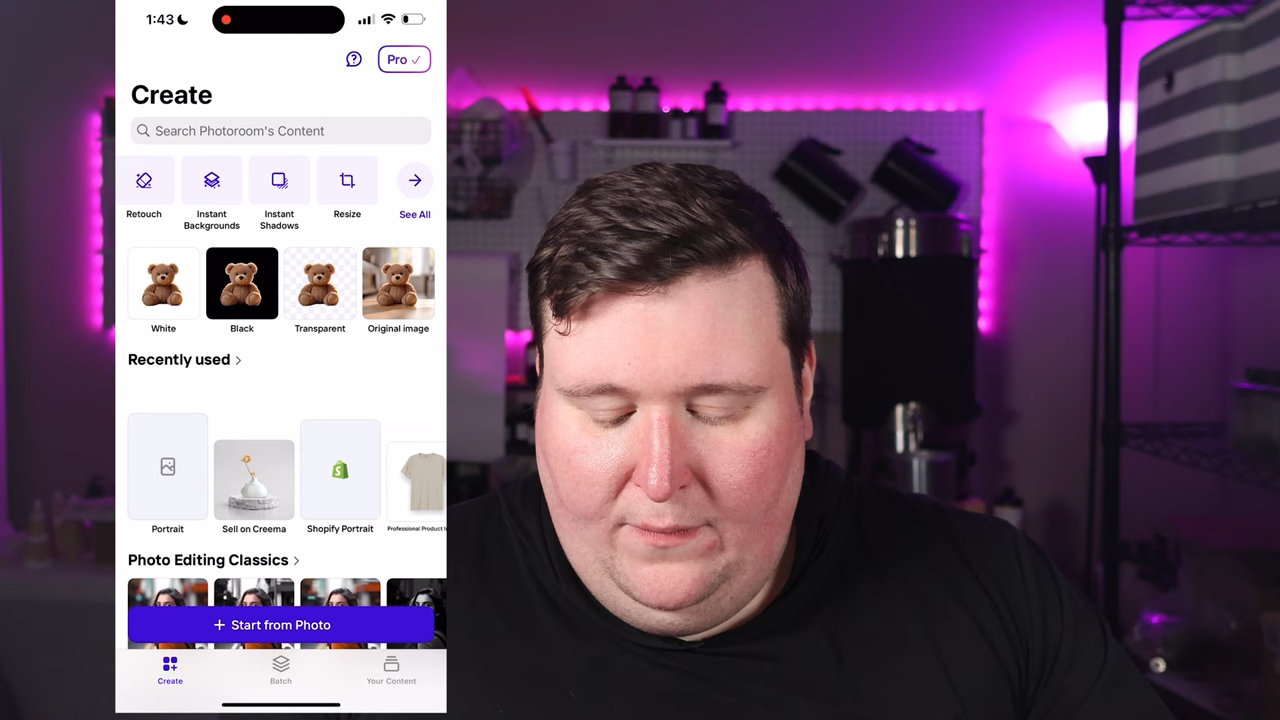 1:43
Pro ✓
Create
Search Photoroom's Content
Retouch
Instant
Backgrounds
Instant
Shadows
Resize
See All
White
Black
Transparent
Original image
Recently used
Portrait
Sell on Creema
Shopify Portrait
Professional Product
Photo Editing Classics
+ Start from Photo
Create
Batch
Your Content